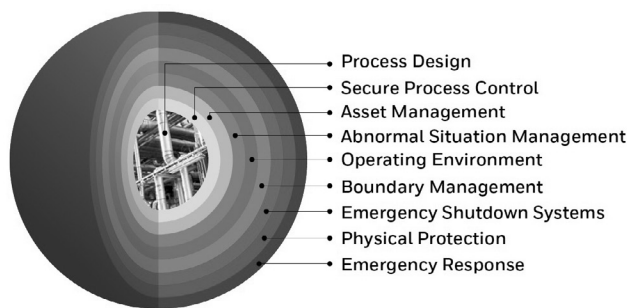 Process Design
Secure Process Control
Asset Management
Abnormal Situation Management
Operating Environment
Boundary Management
Emergency Shutdown Systems
Physical Protection
Emergency Response